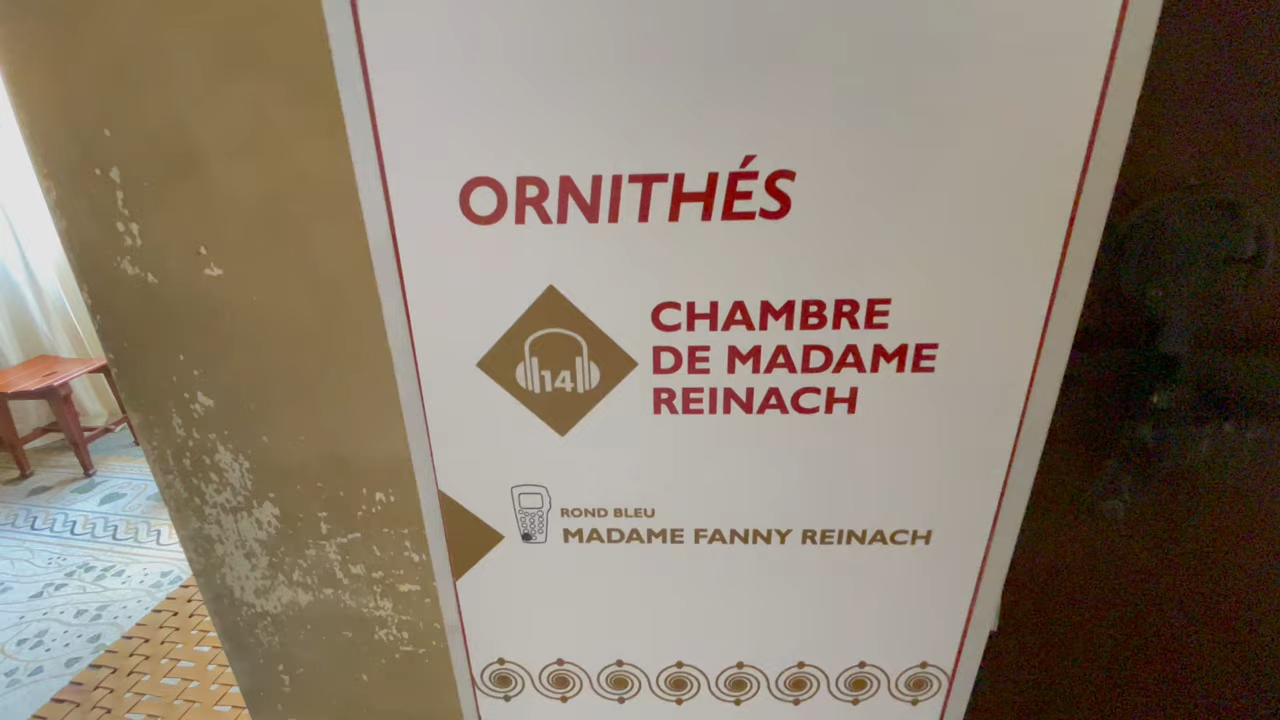 ORNITHÉS
14
CHAMBRE
DE MADAME
REINACH
ROND BLEU
MADAME FANNY REINACH